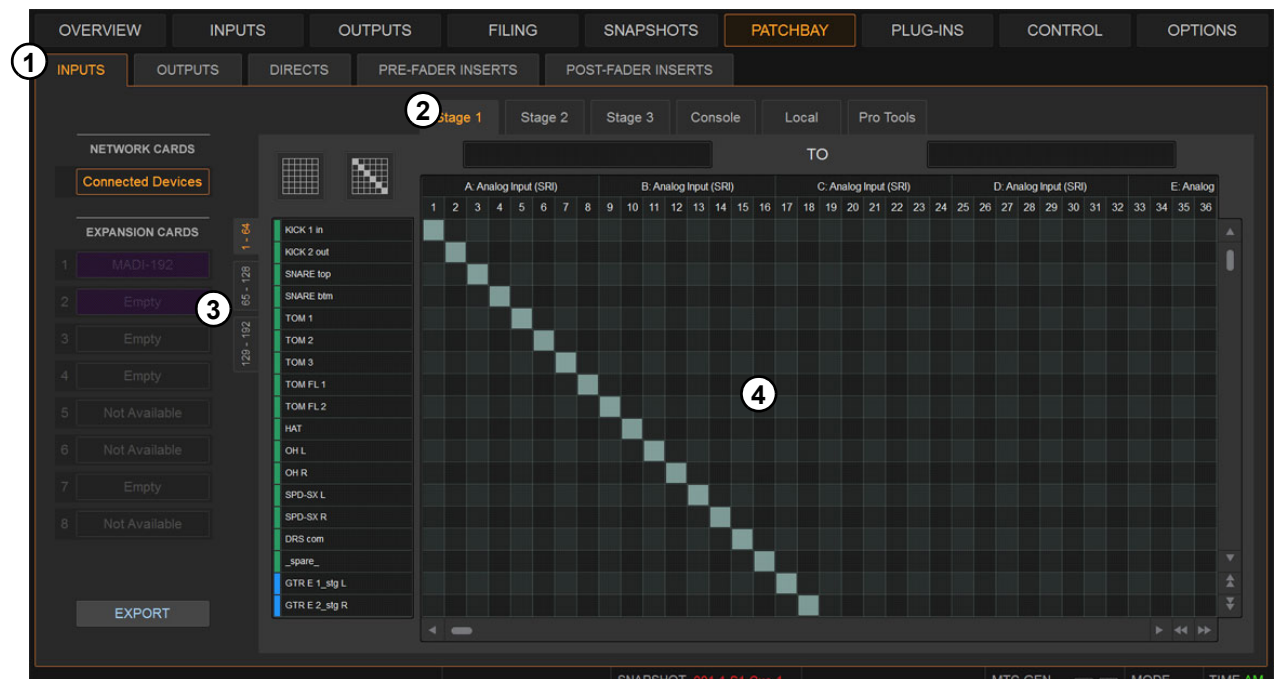 OVERVIEW INPUTS OUTPUTS FILING SNAPSHOTS PATCHBAY PLUG-INS CONTROL OPTIONS
1
INPUTS OUTPUTS DIRECTS PRE-FADER INSERTS POST-FADER INSERTS
2
Stage 1 Stage 2 Stage 3 Console Local Pro Tools
NETWORK CARDS
Connected Devices
EXPANSION CARDS
1 MADI-192
2 Empty
3
3 Empty
4 Empty
5 Not Available
6 Not Available
7 Empty
8 Not Available
EXPORT
1 - 64
65 - 128
129 - 192
TO
A: Analog Input (SRI) B: Analog Input (SRI) C: Analog Input (SRI) D: Analog Input (SRI) E: Analog
1 2 3 4 5 6 7 8 9 10 11 12 13 14 15 16 17 18 19 20 21 22 23 24 25 26 27 28 29 30 31 32 33 34 35 36
KICK 1 in
KICK 2 out
SNARE top
SNARE btm
TOM 1
TOM 2
TOM 3
TOM FL 1
TOM FL 2
HAT
OH L
OH R
SPD-SX L
SPD-SX R
DRS com
_spare_
GTR E 1_stg L
GTR E 2_stg R
4
SNAPSHOT
MTC GEN
MODE
TIME AM